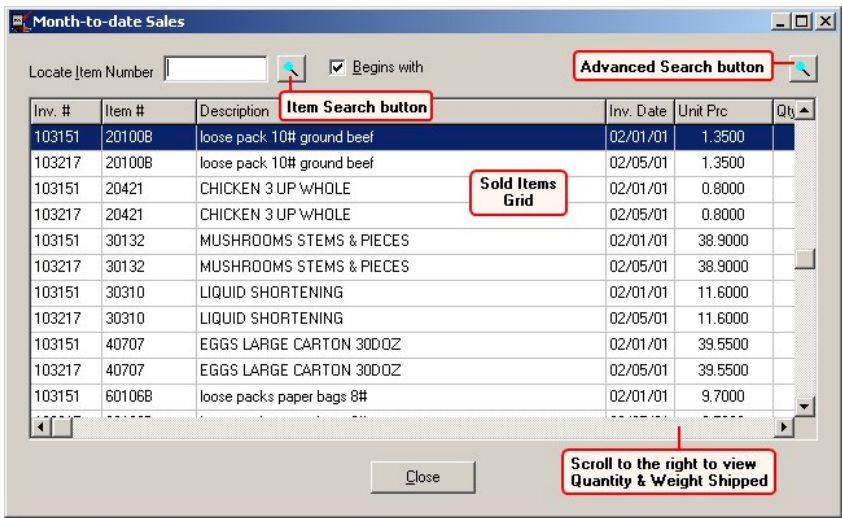 Month-to-date Sales
Locate Item Number
Begins with
Advanced Search button
Item Search button
Inv. # Item # Description Inv. Date Unit Prc Qty
103151 20100B loose pack 10# ground beef 02/01/01 1.3500
103217 20100B loose pack 10# ground beef 02/05/01 1.3500
Sold Items
Grid
103151 20421 CHICKEN 3 UP WHOLE 02/01/01 0.8000
103217 20421 CHICKEN 3 UP WHOLE 02/05/01 0.8000
103151 30132 MUSHROOMS STEMS & PIECES 02/01/01 38.9000
103217 30132 MUSHROOMS STEMS & PIECES 02/05/01 38.9000
103151 30310 LIQUID SHORTENING 02/01/01 11.6000
103217 30310 LIQUID SHORTENING 02/05/01 11.6000
103151 40707 EGGS LARGE CARTON 30DOZ 02/01/01 39.5500
103217 40707 EGGS LARGE CARTON 30DOZ 02/05/01 39.5500
103151 60106B loose packs paper bags 8# 02/01/01 9.7000
Scroll to the right to view
Quantity & Weight Shipped
Close